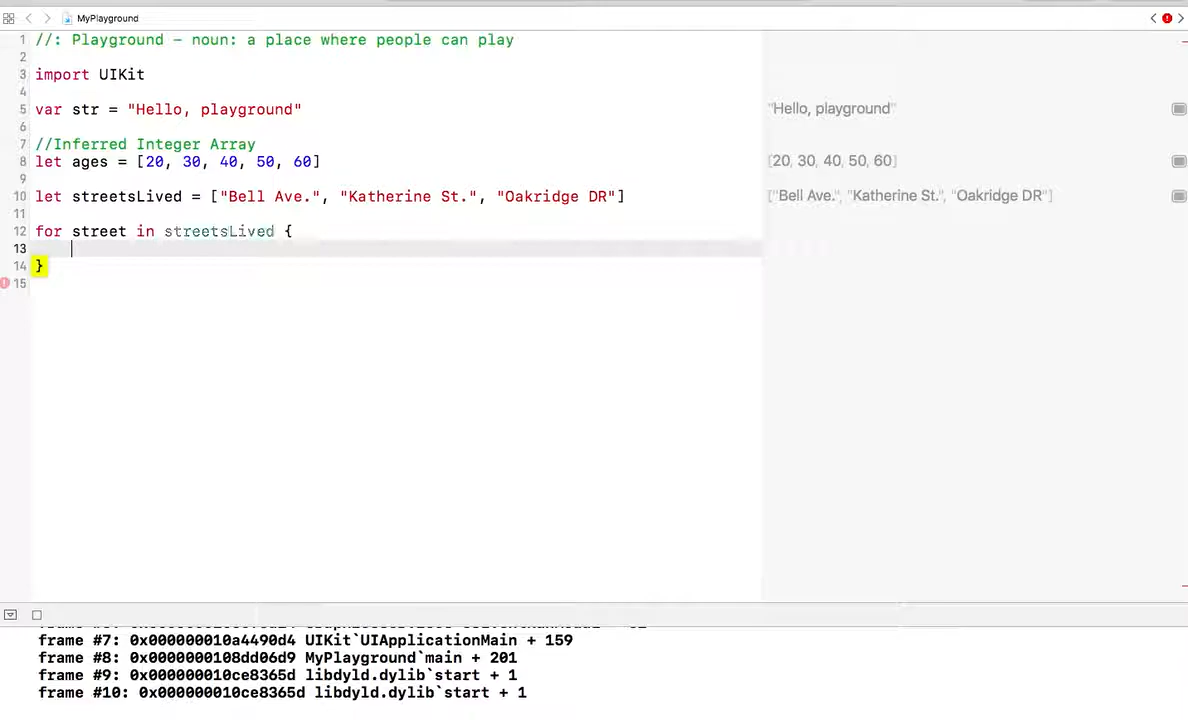 MyPlayground
1 //: Playground - noun: a place where people can play
2
3 import UIKit
4
5 var str = "Hello, playground"
"Hello, playground"
6
7 //Inferred Integer Array
8 let ages = [20, 30, 40, 50, 60]
[20, 30, 40, 50, 60]
9
10 let streetsLived = ["Bell Ave.", "Katherine St.", "Oakridge DR"]
["Bell Ave.", "Katherine St.", "Oakridge DR"]
11
12 for street in streetsLived {
13
14 }
15
frame #7: 0x000000010a4490d4 UIKit`UIApplicationMain + 159
frame #8: 0x0000000108dd06d9 MyPlayground`main + 201
frame #9: 0x000000010ce8365d libdyld.dylib`start + 1
frame #10: 0x000000010ce8365d libdyld.dylib`start + 1